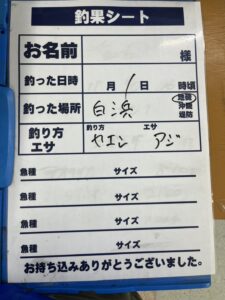 釣果シート
お名前 様
釣った日時 月 1 日 時頃
釣った場所 白浜 地磯 沖磯 堤防
釣り方 エサ 釣り方 ヤエン エサ アジ
魚種 サイズ
魚種 サイズ
魚種 サイズ
魚種 サイズ
お持ち込みありがとうございました。